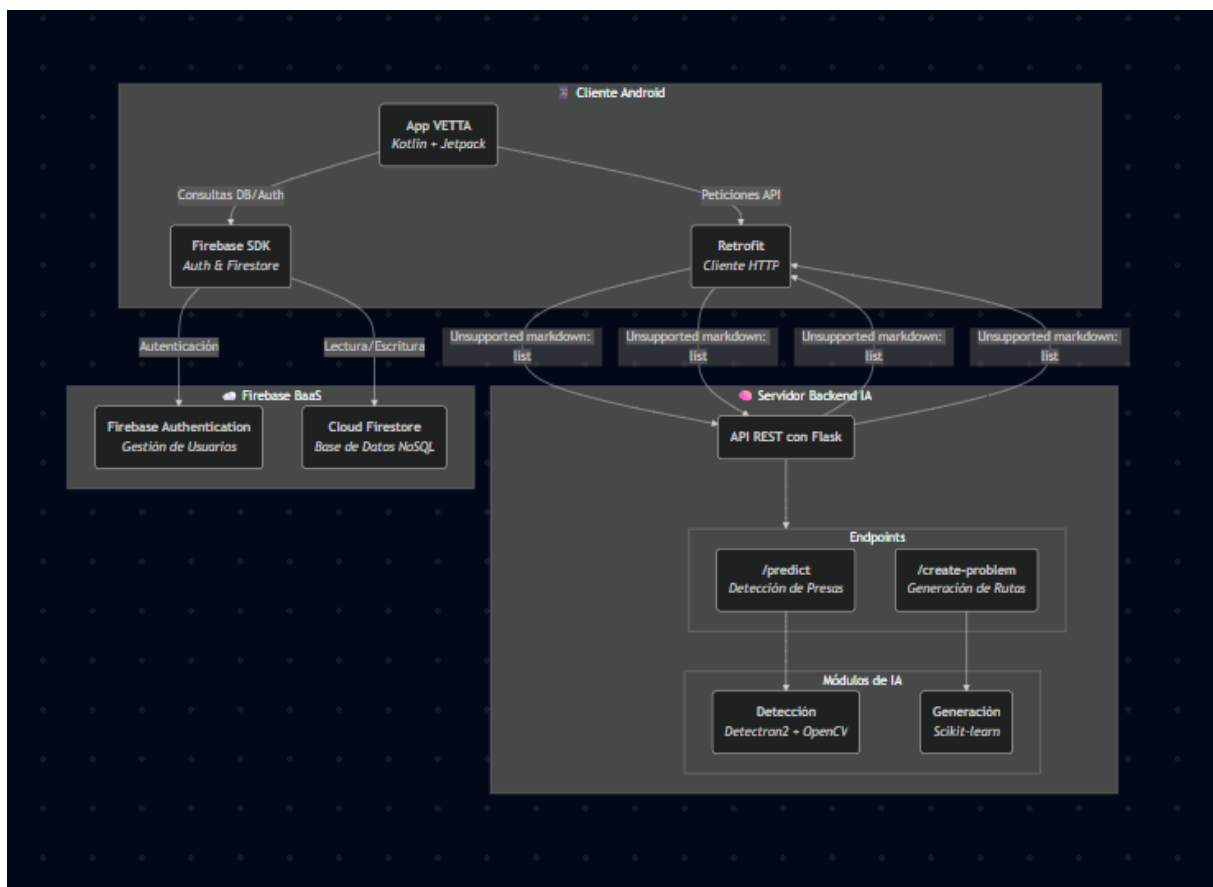 Cliente Android
App VETTA
Kotlin + Jetpack
Consultas DB/Auth
Peticiones API
Firebase SDK
Auth & Firestore
Retrofit
Cliente HTTP
Autenticación
Lectura/Escritura
Unsupported markdown:
list
Unsupported markdown:
list
Unsupported markdown:
list
Unsupported markdown:
list
Firebase BaaS
Firebase Authentication
Gestión de Usuarios
Cloud Firestore
Base de Datos NoSQL
Servidor Backend IA
API REST con Flask
Endpoints
/predict
Detección de Presas
/create-problem
Generación de Rutas
Módulos de IA
Detección
Detectron2 + OpenCV
Generación
Scikit-learn